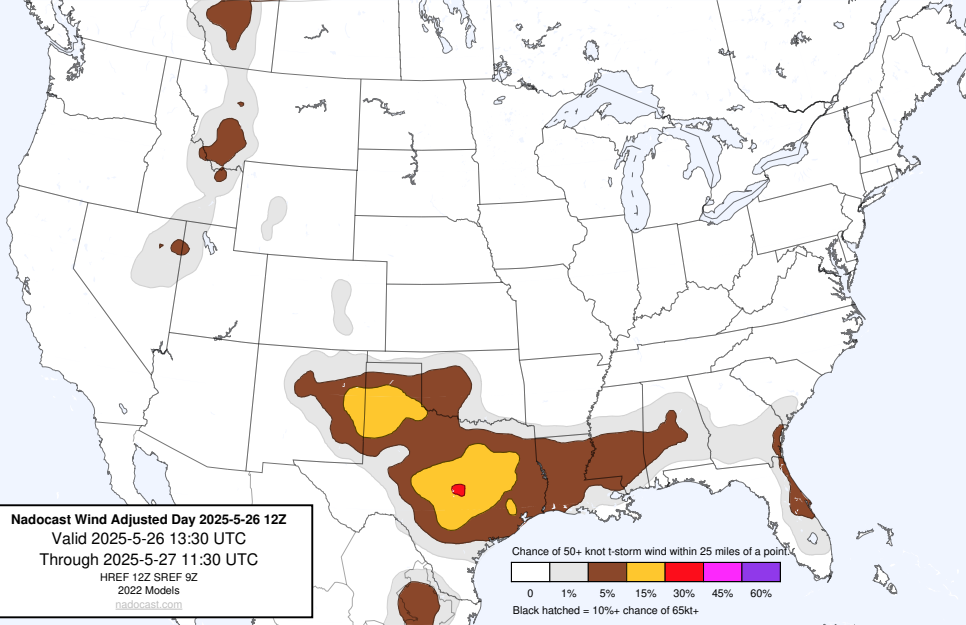 Nadocast Wind Adjusted Day 2025-5-26 12Z
Valid 2025-5-26 13:30 UTC
Through 2025-5-27 11:30 UTC
HREF 12Z SREF 9Z
2022 Models
nadocast.com
Chance of 50+ knot t-storm wind within 25 miles of a point.
0 1% 5% 15% 30% 45% 60%
Black hatched = 10%+ chance of 65kt+